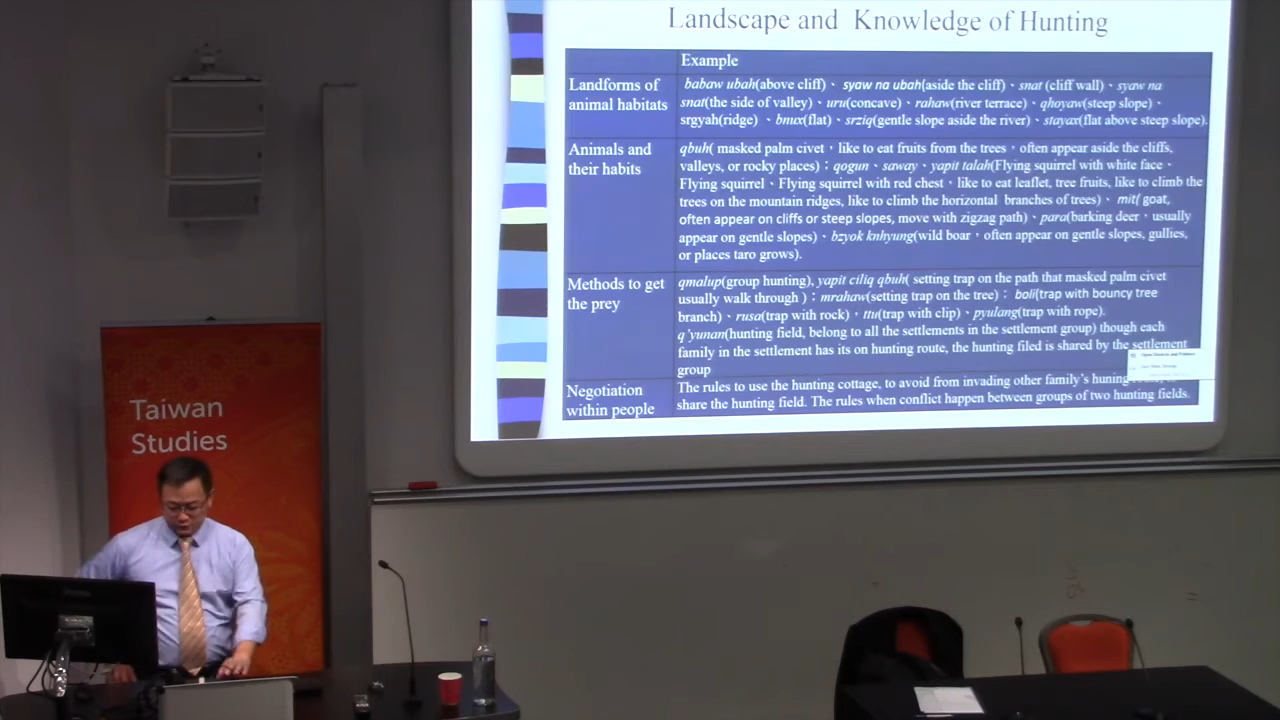 Landscape and Knowledge of Hunting
Example
Landforms of
animal habitats
babaw ubah(above cliff)、 syaw na ubah(aside the cliff)、snat (cliff wall)、syaw na
snat(the side of valley)、uru(concave)、rahaw(river terrace)、qhoyaw(steep slope)、
srgyah(ridge)、 bmux(flat)、srziq(gentle slope aside the river)、stayax(flat above steep slope).
Animals and
their habits
qbuh( masked palm civet，like to eat fruits from the trees，often appear aside the cliffs,
valleys, or rocky places)；qogun、saway、yapit talah(Flying squirrel with white face、
Flying squirrel、Flying squirrel with red chest，like to eat leaflet, tree fruits, like to climb the
trees on the mountain ridges, like to climb the horizontal branches of trees)、 mit( goat,
often appear on cliffs or steep slopes, move with zigzag path)、para(barking deer，usually
appear on gentle slopes)、bzyok knhyung(wild boar，often appear on gentle slopes, gullies,
or places taro grows).
Methods to get
the prey
qmalup(group hunting), yapit ciliq qbuh( setting trap on the path that masked palm civet
usually walk through )；mrahaw(setting trap on the tree)； boli(trap with bouncy tree
branch)、rusa(trap with rock)，ttu(trap with clip)、pyulang(trap with rope).
q'yunan(hunting field, belong to all the settlements in the settlement group) though each
family in the settlement has its on hunting route, the hunting filed is shared by the settlement
group
Negotiation
within people
The rules to use the hunting cottage, to avoid from invading other family's huning
share the hunting field. The rules when conflict happen between groups of two hunting fields.
Open Devices and Printers
Taiwan
Studies